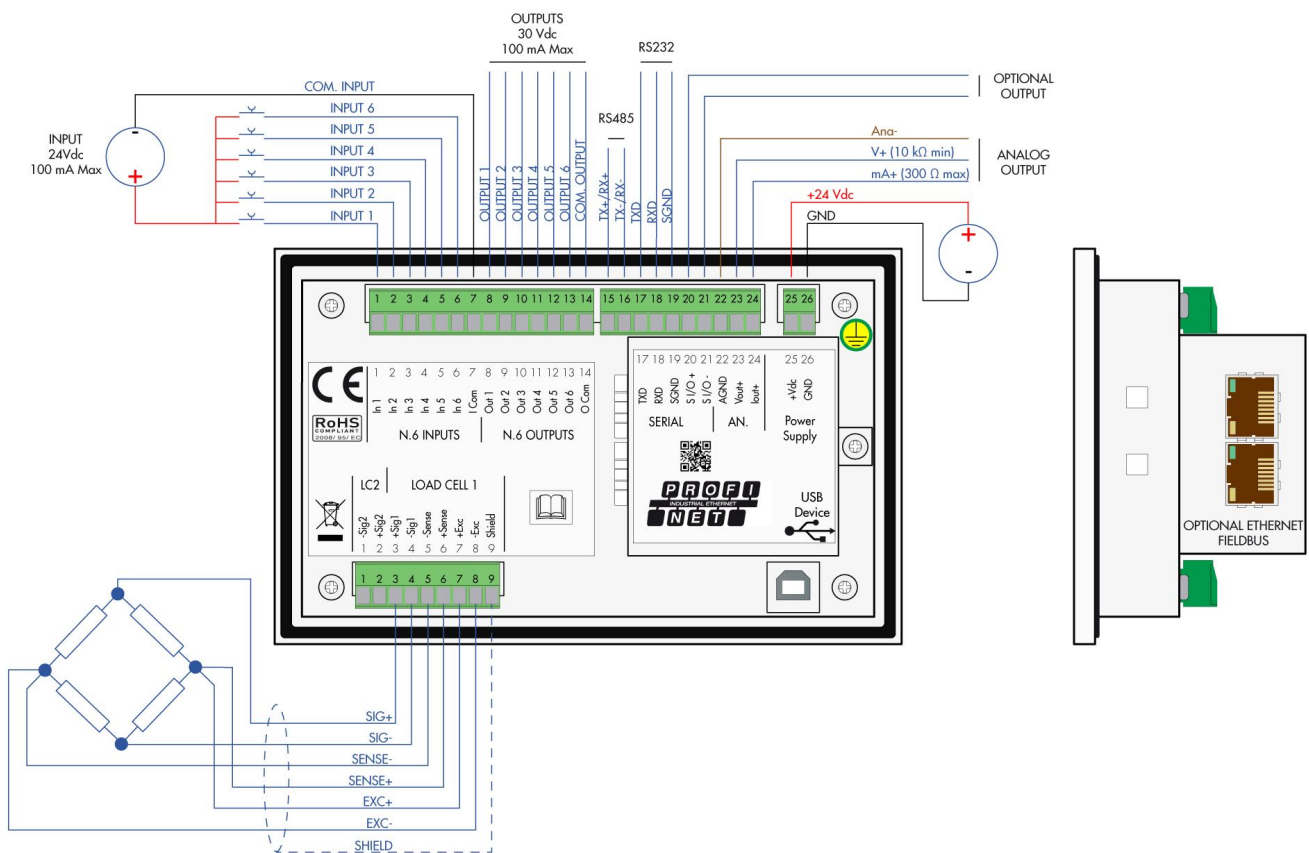 OUTPUTS
30 Vdc
100 mA Max
RS232
COM. INPUT
INPUT 6
INPUT 5
INPUT 4
INPUT 3
INPUT 2
INPUT 1
INPUT
24Vdc
100 mA Max
-
+
OUTPUT 1
OUTPUT 2
OUTPUT 3
OUTPUT 4
OUTPUT 5
OUTPUT 6
COM. OUTPUT
RS485
TX+/RX+
TX-/RX-
TXD
RXD
SGND
OPTIONAL
OUTPUT
Ana-
V+ (10 kΩ min)
mA+ (300 Ω max)
ANALOG
OUTPUT
+24 Vdc
GND
+
-
1 2 3 4 5 6 7 8 9 10 11 12 13 14
15 16 17 18 19 20 21 22 23 24
25 26
CE
RoHS
COMPLIANT
2008/95/EC
1 2 3 4 5 6 7 8 9 10 11 12 13 14
In 1
In 2
In 3
In 4
In 5
In 6
I Com
Out 1
Out 2
Out 3
Out 4
Out 5
Out 6
O Com
N.6 INPUTS
N.6 OUTPUTS
17 18 19 20 21 22 23 24
25 26
TXD
RXD
SGND
S I/O +
S I/O -
AGND
Vout+
Iout+
+Vdc
GND
SERIAL
AN.
Power
Supply
PROFI
INDUSTRIAL ETHERNET
NET
USB
Device
LC2
LOAD CELL 1
-Sig2
+Sig2
+Sig1
-Sig1
-Sense
+Sense
+Exc
-Exc
Shield
1 2 3 4 5 6 7 8 9
1 2 3 4 5 6 7 8 9
SIG+
SIG-
SENSE-
SENSE+
EXC+
EXC-
SHIELD
OPTIONAL ETHERNET
FIELDBUS